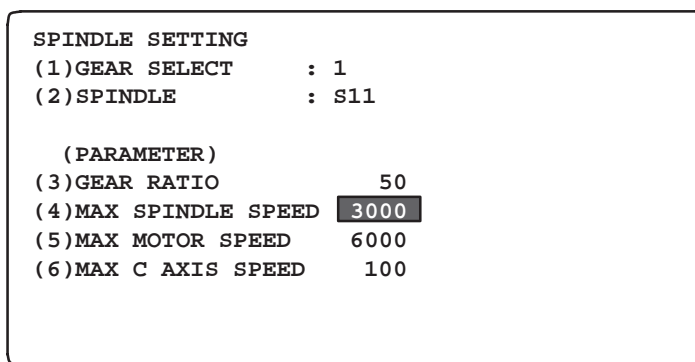 SPINDLE SETTING
(1)GEAR SELECT : 1
(2)SPINDLE : S11
(PARAMETER)
(3)GEAR RATIO 50
(4)MAX SPINDLE SPEED 3000
(5)MAX MOTOR SPEED 6000
(6)MAX C AXIS SPEED 100